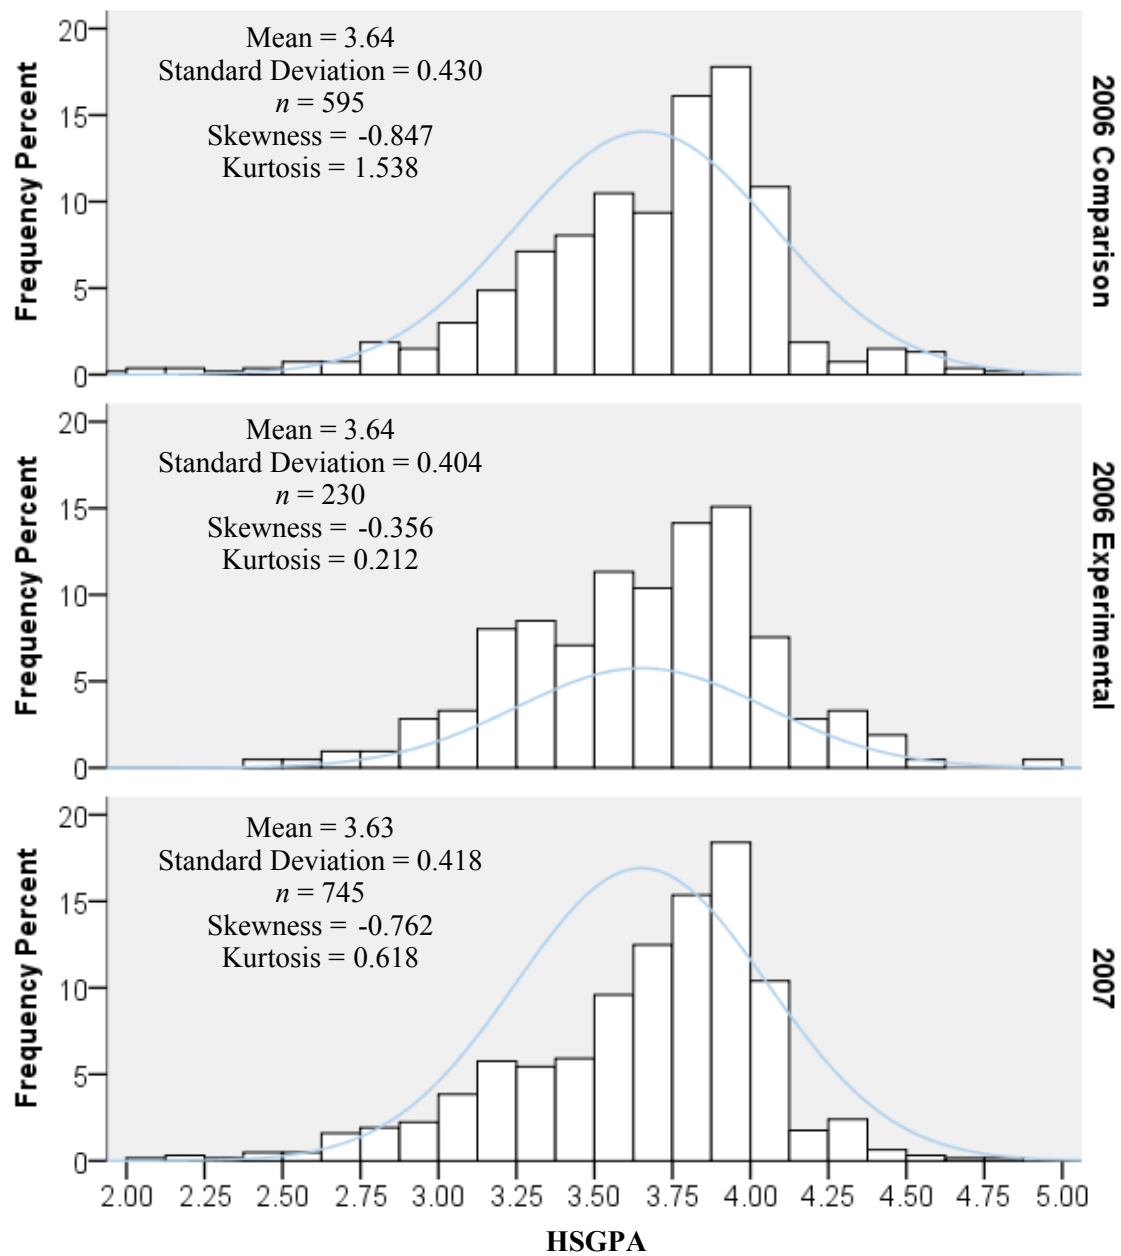 Mean = 3.64
Standard Deviation = 0.430
n = 595
Skewness = -0.847
Kurtosis = 1.538
Frequency Percent
20
15
10
5
0
2006 Comparison
Mean = 3.64
Standard Deviation = 0.404
n = 230
Skewness = -0.356
Kurtosis = 0.212
Frequency Percent
20
15
10
5
0
2006 Experimental
Mean = 3.63
Standard Deviation = 0.418
n = 745
Skewness = -0.762
Kurtosis = 0.618
Frequency Percent
20
15
10
5
0
2007
2.00 2.25 2.50 2.75 3.00 3.25 3.50 3.75 4.00 4.25 4.50 4.75 5.00
HSGPA